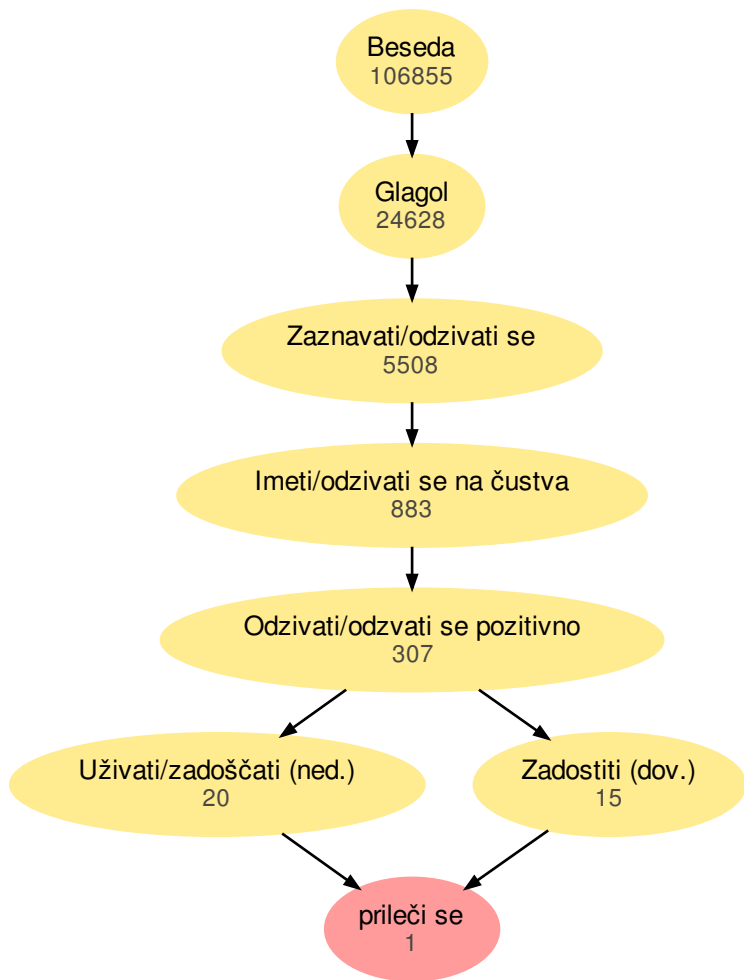 Beseda
106855
Glagol
24628
Zaznavati/odzivati se
5508
Imeti/odzivati se na čustva
883
Odzivati/odzvati se pozitivno
307
Uživati/zadoščati (ned.)
20
Zadostiti (dov.)
15
prileči se
1